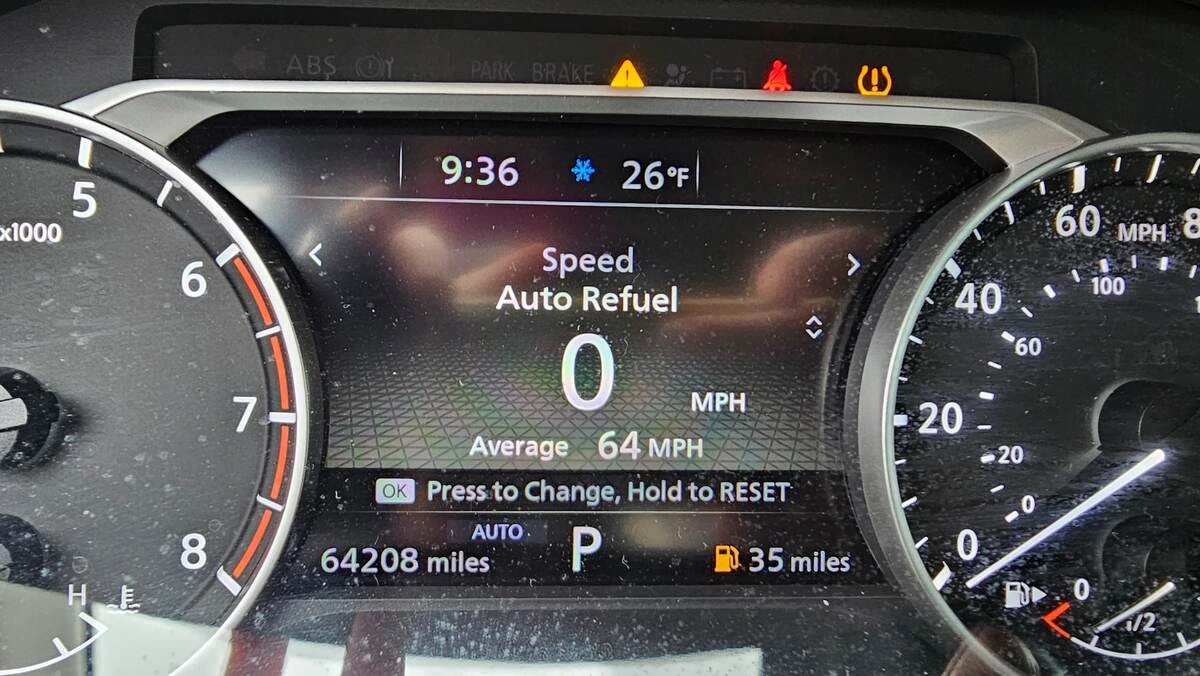 ABS
PARK BRAKE
9:36 26°F
Speed
Auto Refuel
0 MPH
Average 64 MPH
OK Press to Change, Hold to RESET
AUTO
64208 miles P 35 miles
5
x1000
6
7
8
H
60 MPH 8
100
40
60
20
20
0
0
0
1/2